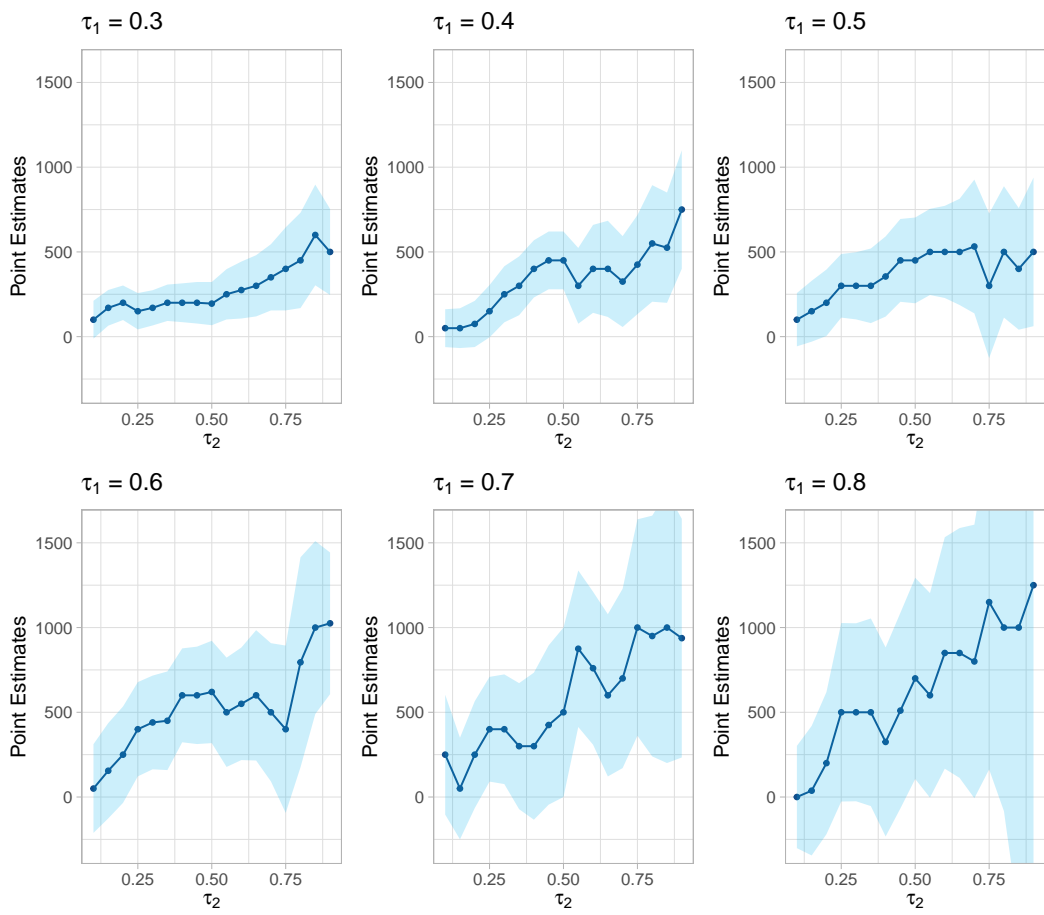 τ₁ = 0.3
Point Estimates
1500
1000
500
0
0.25 0.50 0.75
τ₂
τ₁ = 0.4
Point Estimates
1500
1000
500
0
0.25 0.50 0.75
τ₂
τ₁ = 0.5
Point Estimates
1500
1000
500
0
0.25 0.50 0.75
τ₂
τ₁ = 0.6
Point Estimates
1500
1000
500
0
0.25 0.50 0.75
τ₂
τ₁ = 0.7
Point Estimates
1500
1000
500
0
0.25 0.50 0.75
τ₂
τ₁ = 0.8
Point Estimates
1500
1000
500
0
0.25 0.50 0.75
τ₂